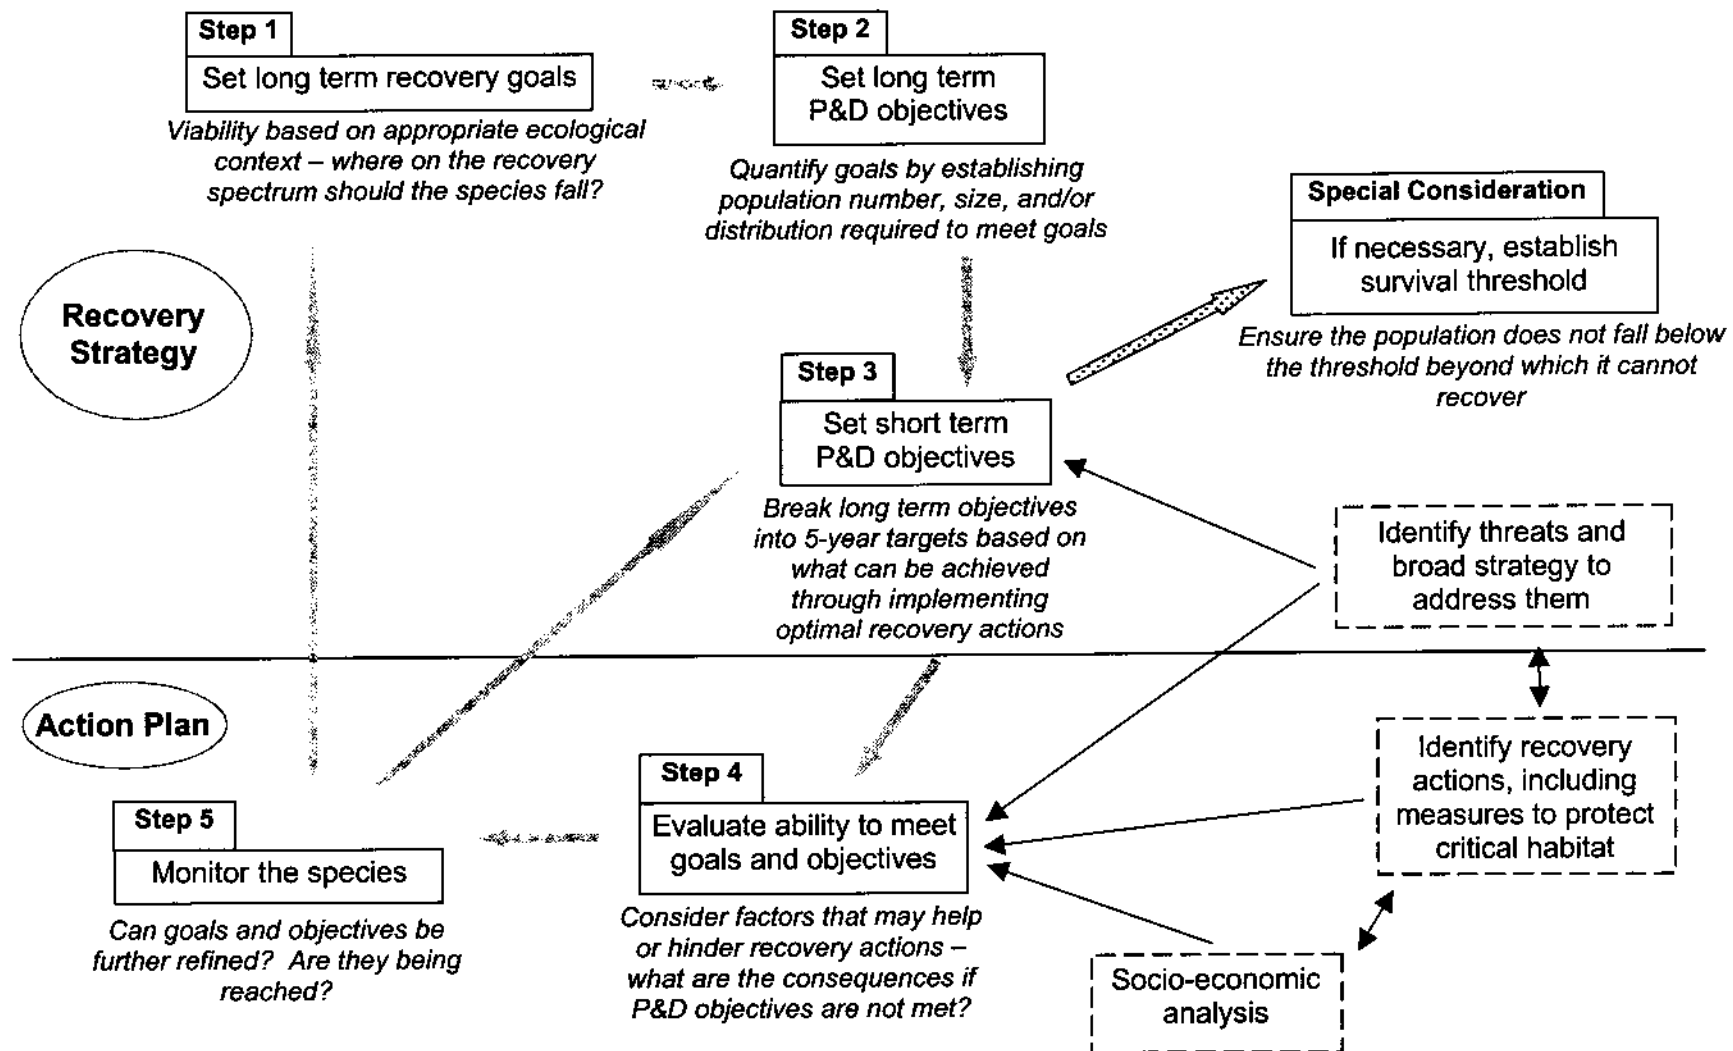 Step 1
Set long term recovery goals
Viability based on appropriate ecological
context – where on the recovery
spectrum should the species fall?
Step 2
Set long term
P&D objectives
Quantify goals by establishing
population number, size, and/or
distribution required to meet goals
Special Consideration
If necessary, establish
survival threshold
Ensure the population does not fall below
the threshold beyond which it cannot
recover
Recovery
Strategy
Step 3
Set short term
P&D objectives
Break long term objectives
into 5-year targets based on
what can be achieved
through implementing
optimal recovery actions
Identify threats and
broad strategy to
address them
Action Plan
Step 4
Evaluate ability to meet
goals and objectives
Consider factors that may help
or hinder recovery actions –
what are the consequences if
P&D objectives are not met?
Identify recovery
actions, including
measures to protect
critical habitat
Step 5
Monitor the species
Can goals and objectives be
further refined? Are they being
reached?
Socio-economic
analysis